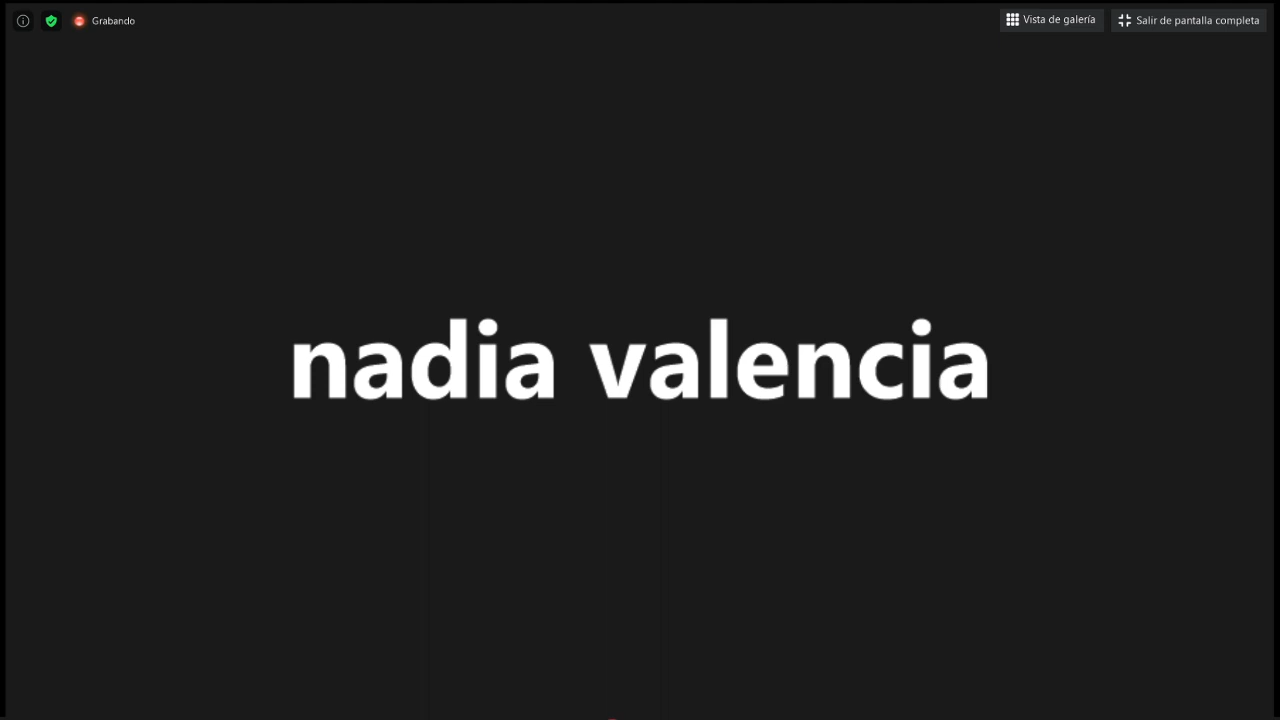 Grabando
Vista de galería
Salir de pantalla completa
nadia valencia